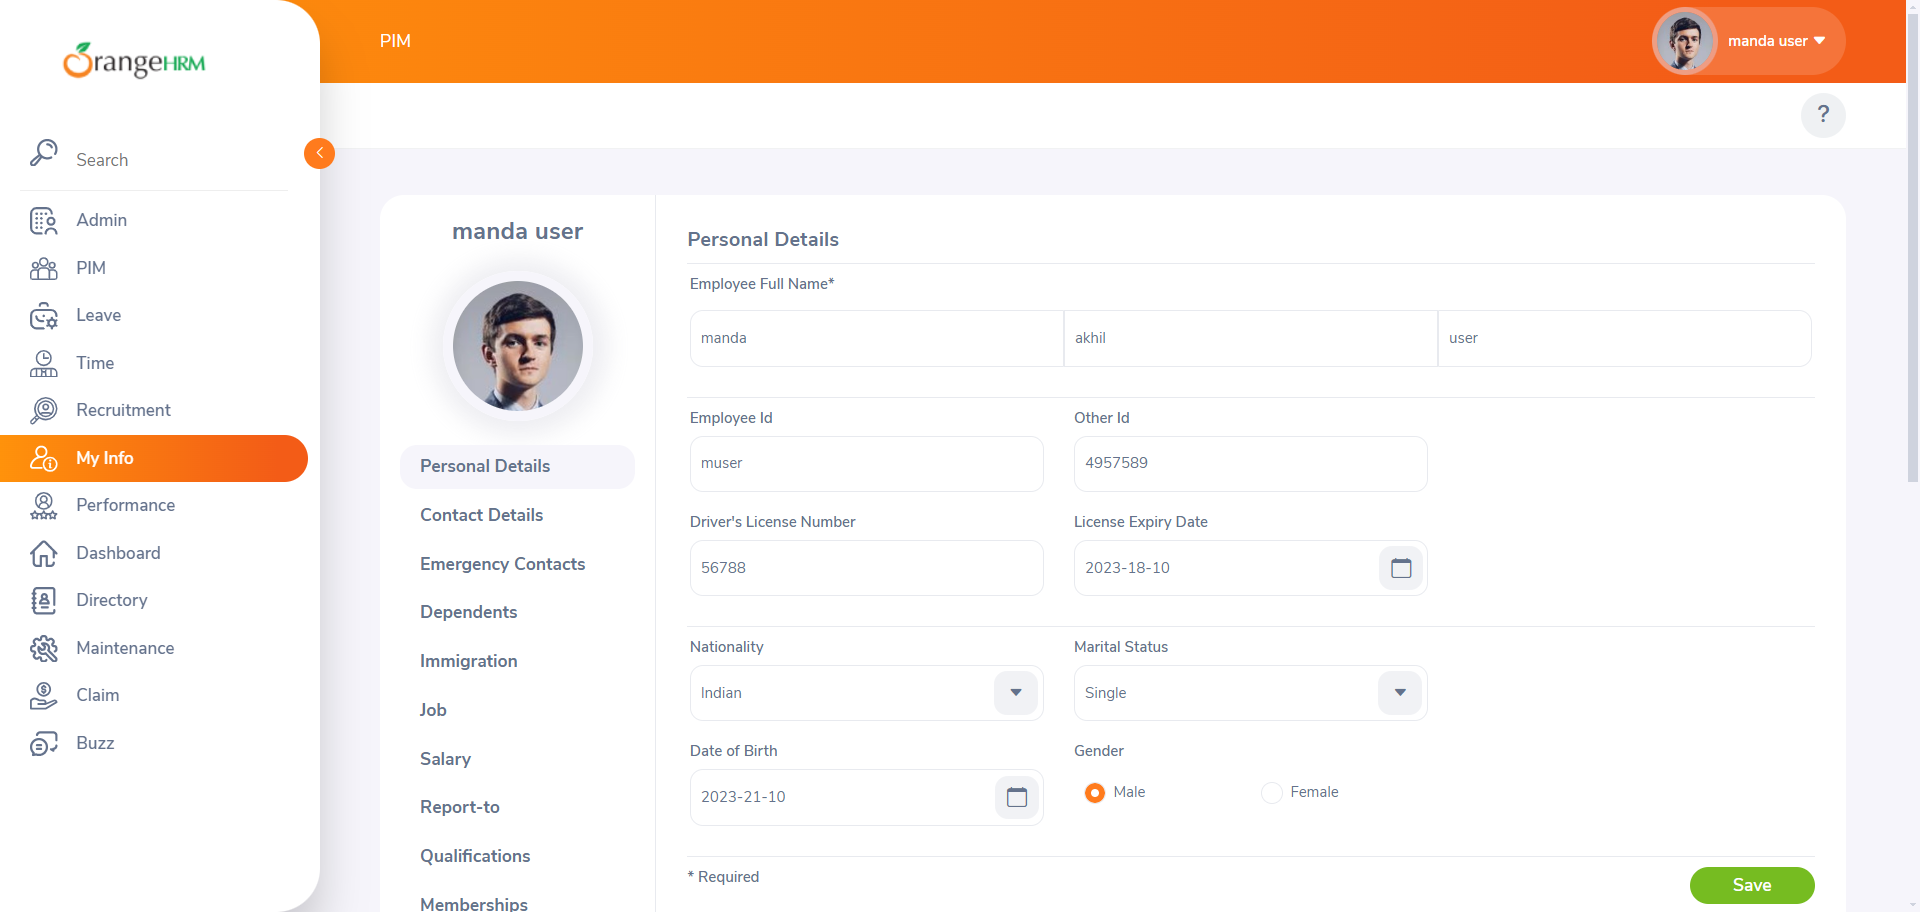 OrangeHRM
PIM
manda user
?
Search
Admin
PIM
Leave
Time
Recruitment
My Info
Performance
Dashboard
Directory
Maintenance
Claim
Buzz
manda user
Personal Details
Contact Details
Emergency Contacts
Dependents
Immigration
Job
Salary
Report-to
Qualifications
Memberships
Personal Details
Employee Full Name*
manda akhil user
Employee Id Other Id
muser 4957589
Driver's License Number License Expiry Date
56788 2023-18-10
Nationality Marital Status
Indian Single
Date of Birth Gender
2023-21-10 Male Female
* Required
Save